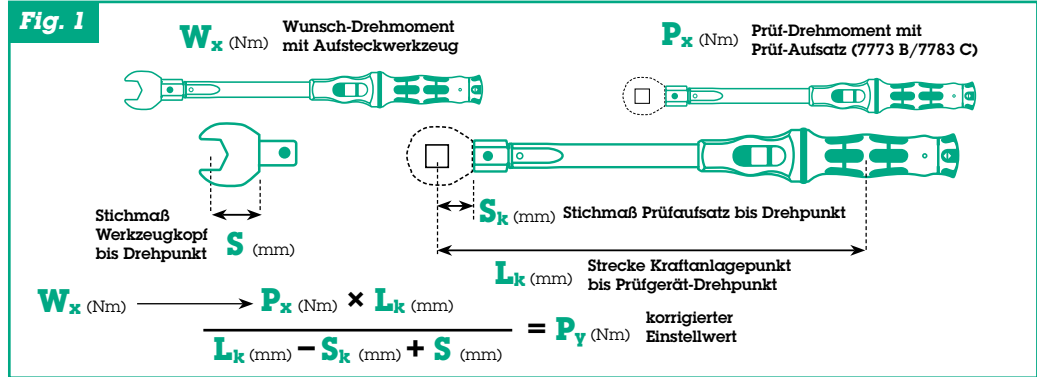 Fig. 1
Wx (Nm) Wunsch-Drehmoment
mit Aufsteckwerkzeug
Px (Nm) Prüf-Drehmoment mit
Prüf-Aufsatz (7773 B/7783 C)
Stichmaß
Werkzeugkopf
bis Drehpunkt S (mm)
Sk (mm) Stichmaß Prüfaufsatz bis Drehpunkt
Lk (mm) Strecke Kraftanlagepunkt
bis Prüfgerät-Drehpunkt
Wx (Nm) → Px (Nm) × Lk (mm)
Lk (mm) − Sk (mm) + S (mm)
= Py (Nm) korrigierter
Einstellwert